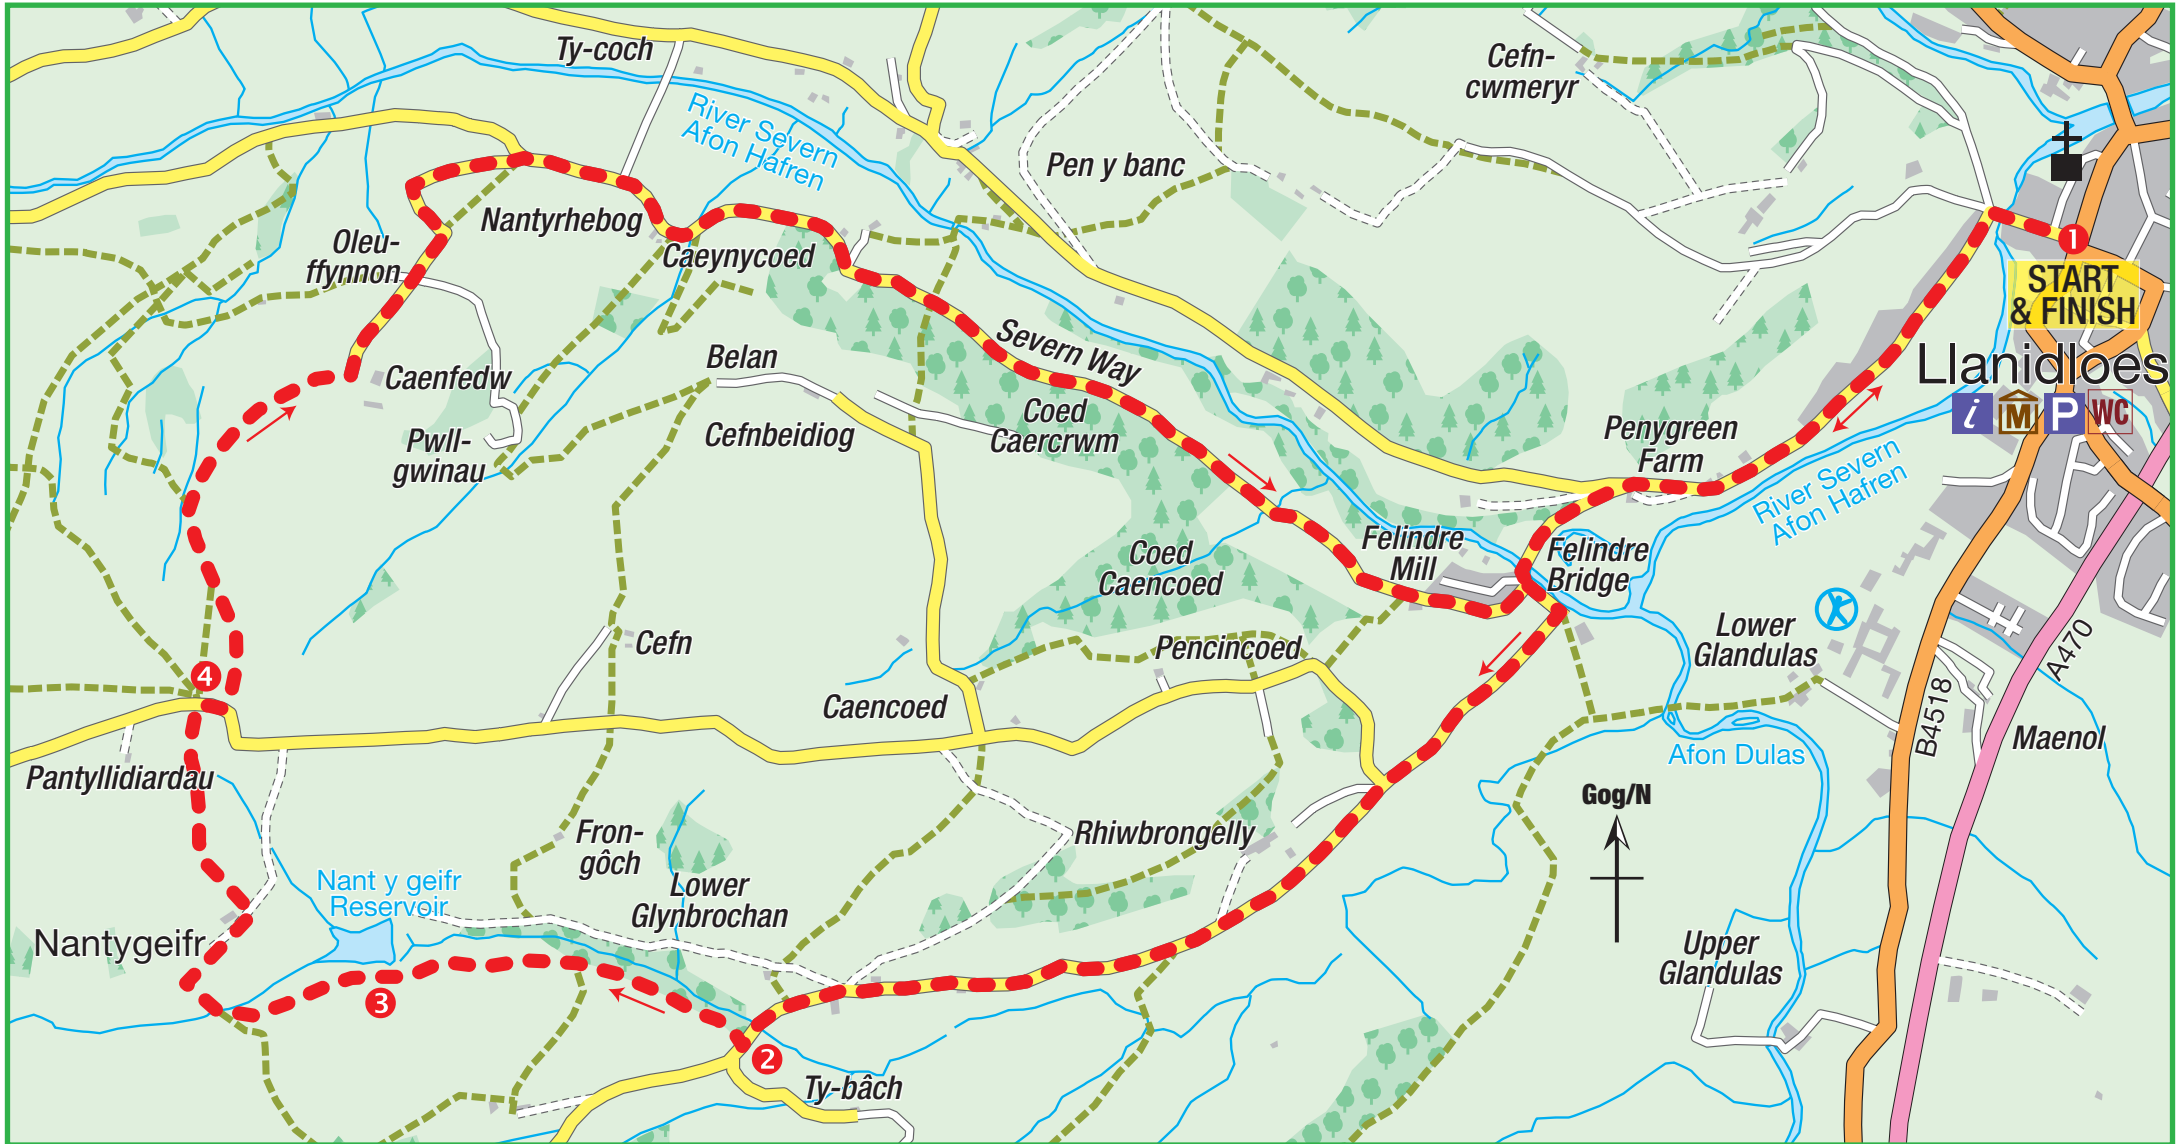 Ty-coch
Cefn-
cwmeryr
River Severn
Afon Hafren
Pen y banc
Nantyrhebog
Oleu-
ffynnon
Caeynycoed
1
START
& FINISH
Llanidloes
i M P WC
Severn Way
Belan
Caenfedw
Coed
Caercrwm
Cefnbeidiog
Pwll-
gwinau
Penygreen
Farm
River Severn
Afon Hafren
Felindre
Mill
Felindre
Bridge
Coed
Caencoed
Cefn
Pencincoed
Lower
Glandulas
A470
B4518
4
Caencoed
Maenol
Afon Dulas
Pantyllidiardau
Gog/N
Fron-
gôch
Rhiwbrongelly
Nant y geifr
Reservoir
Lower
Glynbrochan
Nantygeifr
Upper
Glandulas
3
2
Ty-bâch